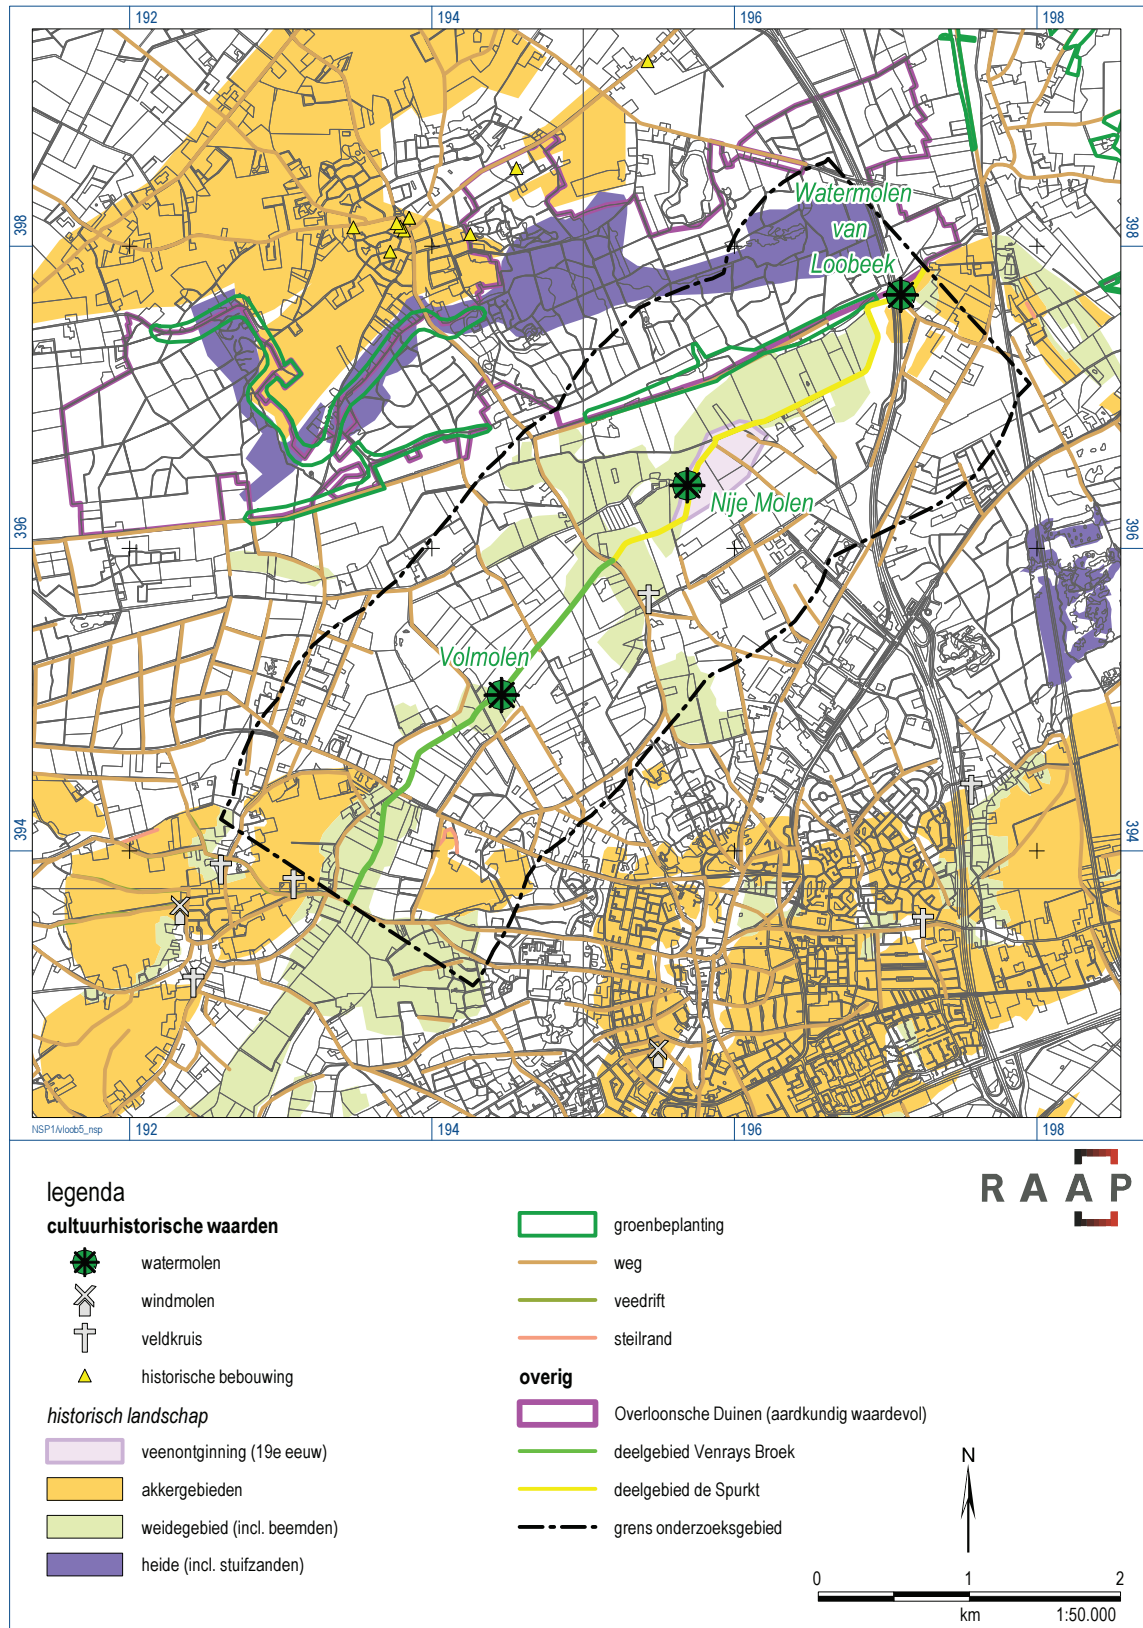 192 194 196 198
398 398
Watermolen
van
Loobeek
Nije Molen
396 396
Volmolen
394 394
NSP1/vloob5_nsp
192 194 196 198
legenda
cultuurhistorische waarden
watermolen
windmolen
veldkruis
historische bebouwing
historisch landschap
veenontginning (19e eeuw)
akkergebieden
weidegebied (incl. beemden)
heide (incl. stuifzanden)
groenbeplanting
weg
veedrift
steilrand
overig
Overloonsche Duinen (aardkundig waardevol)
deelgebied Venrays Broek
deelgebied de Spurkt
grens onderzoeksgebied
RAAP
N
0 1 2
km 1:50.000